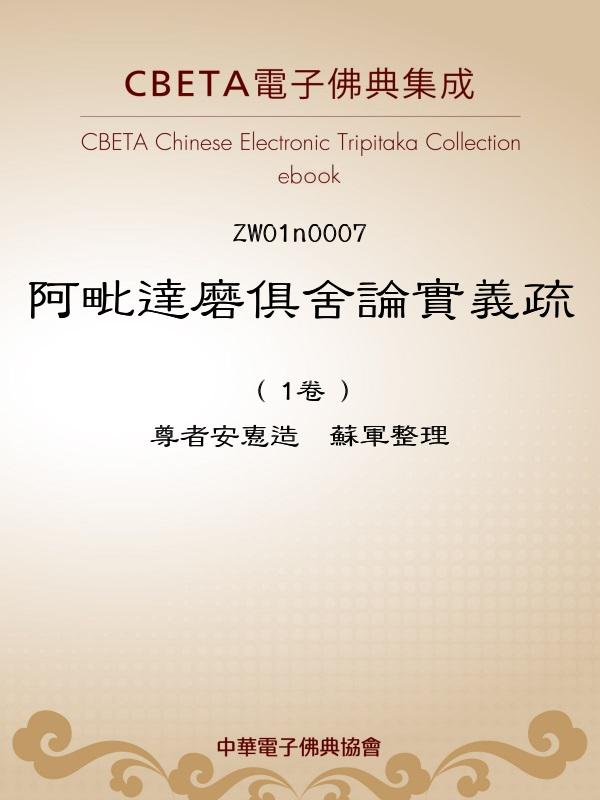 CBETA電子佛典集成
CBETA Chinese Electronic Tripitaka Collection
ebook
ZW01n0007
阿毗達磨俱舍論實義疏
( 1卷 )
尊者安惠造　蘇軍整理
中華電子佛典協會